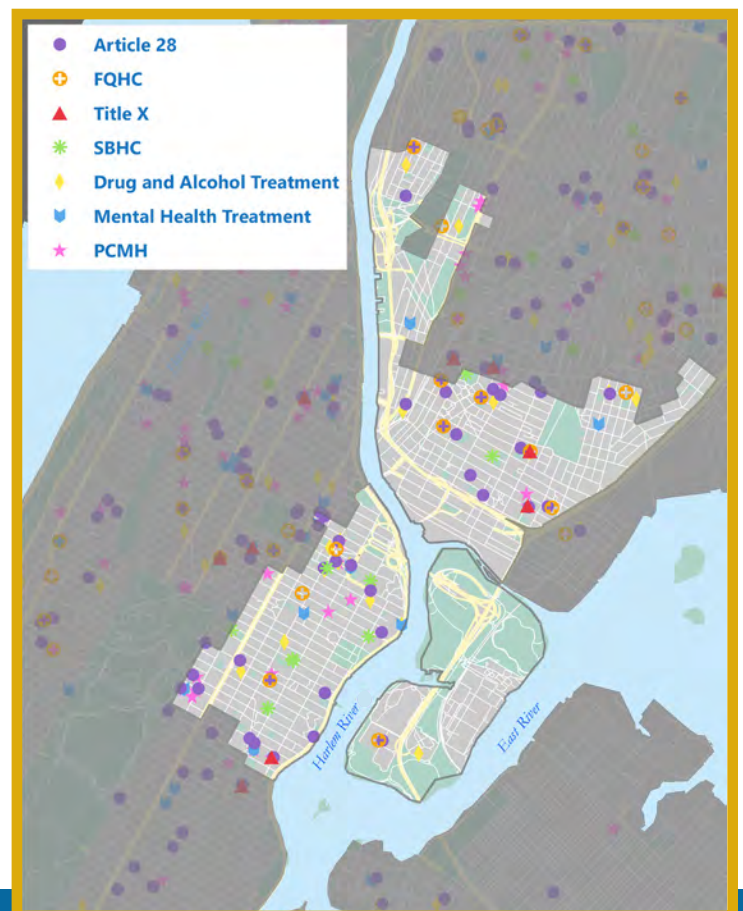 Article 28
FQHC
Title X
SBHC
Drug and Alcohol Treatment
Mental Health Treatment
PCMH
Harlem River
East River